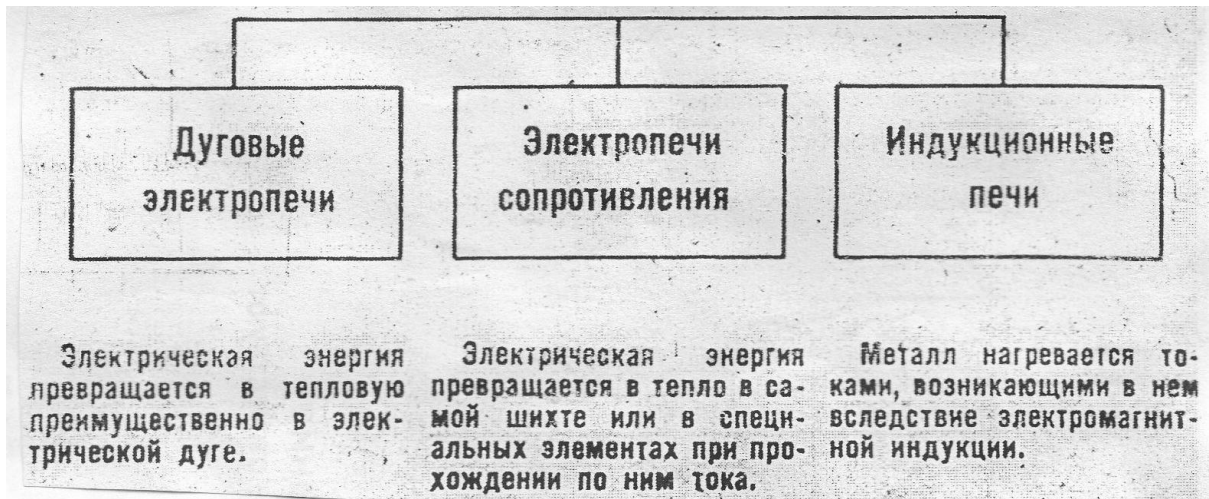 Дуговые
электропечи
Электропечи
сопротивления
Индукционные
печи
Электрическая энергия
превращается в тепловую
преимущественно в элек-
трической дуге.
Электрическая энергия
превращается в тепло в са-
мой шихте или в специ-
альных элементах при про-
хождении по ним тока.
Металл нагревается то-
ками, возникающими в нем
вследствие электромагнит-
ной индукции.